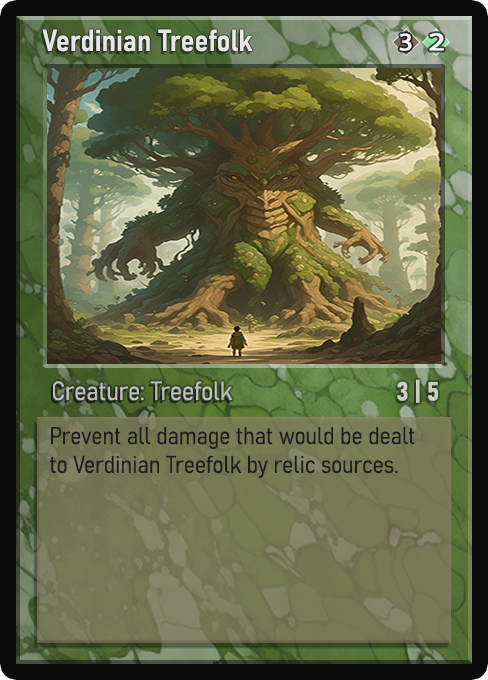 Verdinian Treefolk 3 2
Creature: Treefolk 3|5
Prevent all damage that would be dealt
to Verdinian Treefolk by relic sources.